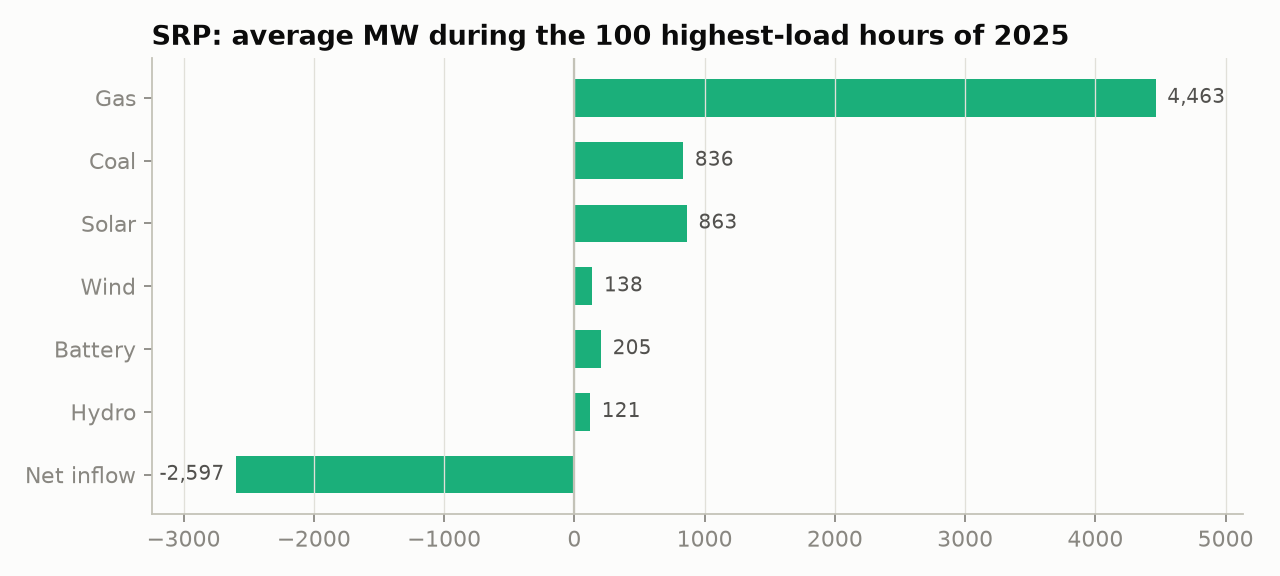 SRP: average MW during the 100 highest-load hours of 2025
Gas 4,463
Coal 836
Solar 863
Wind 138
Battery 205
Hydro 121
Net inflow -2,597
−3000 −2000 −1000 0 1000 2000 3000 4000 5000